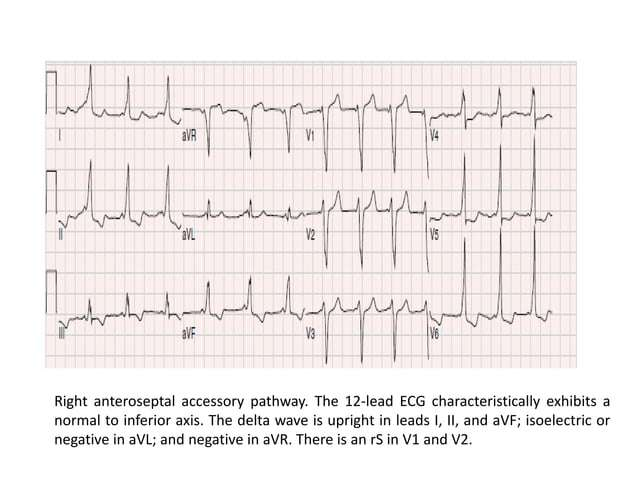 I aVR V1 V4
II aVL V2 V5
III aVF V3 V6
Right anteroseptal accessory pathway. The 12-lead ECG characteristically exhibits a
normal to inferior axis. The delta wave is upright in leads I, II, and aVF; isoelectric or
negative in aVL; and negative in aVR. There is an rS in V1 and V2.